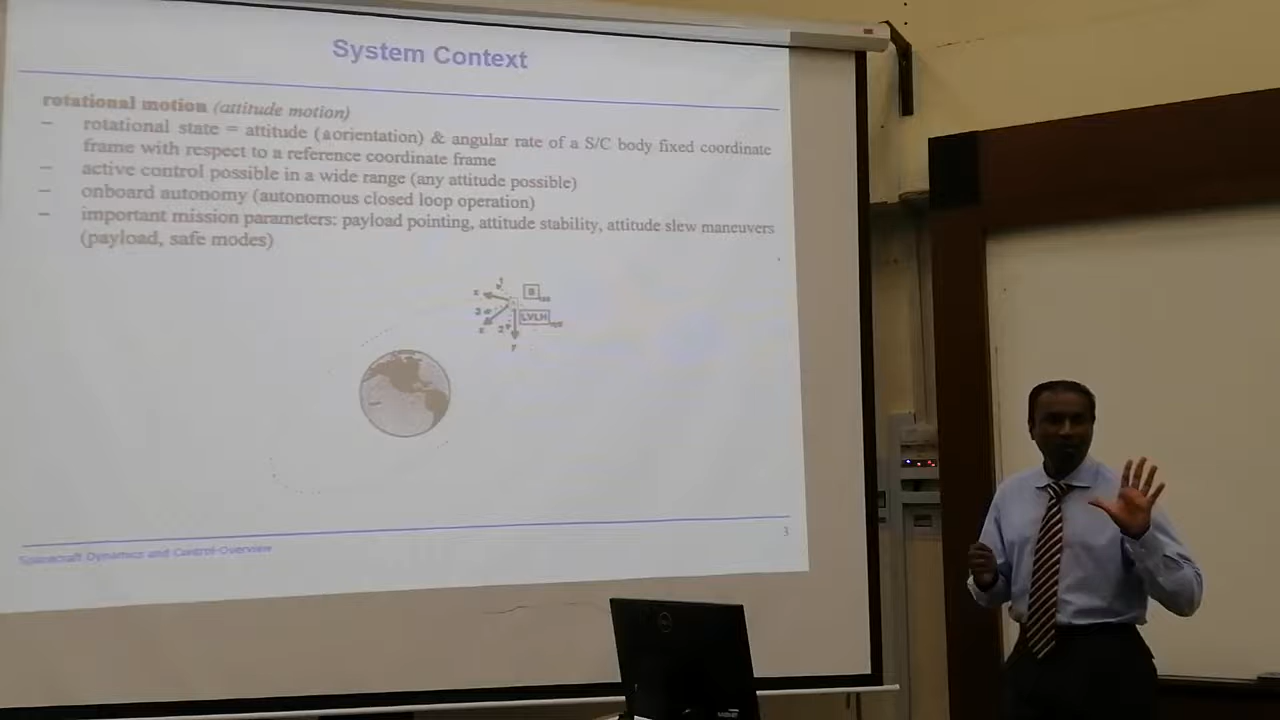 System Context
rotational motion (attitude motion)
– rotational state = attitude (aorientation) & angular rate of a S/C body fixed coordinate
frame with respect to a reference coordinate frame
– active control possible in a wide range (any attitude possible)
– onboard autonomy (autonomous closed loop operation)
– important mission parameters: payload pointing, attitude stability, attitude slew maneuvers
(payload, safe modes)
B
LVLH
y
Spacecraft Dynamics and Control-Overview
3